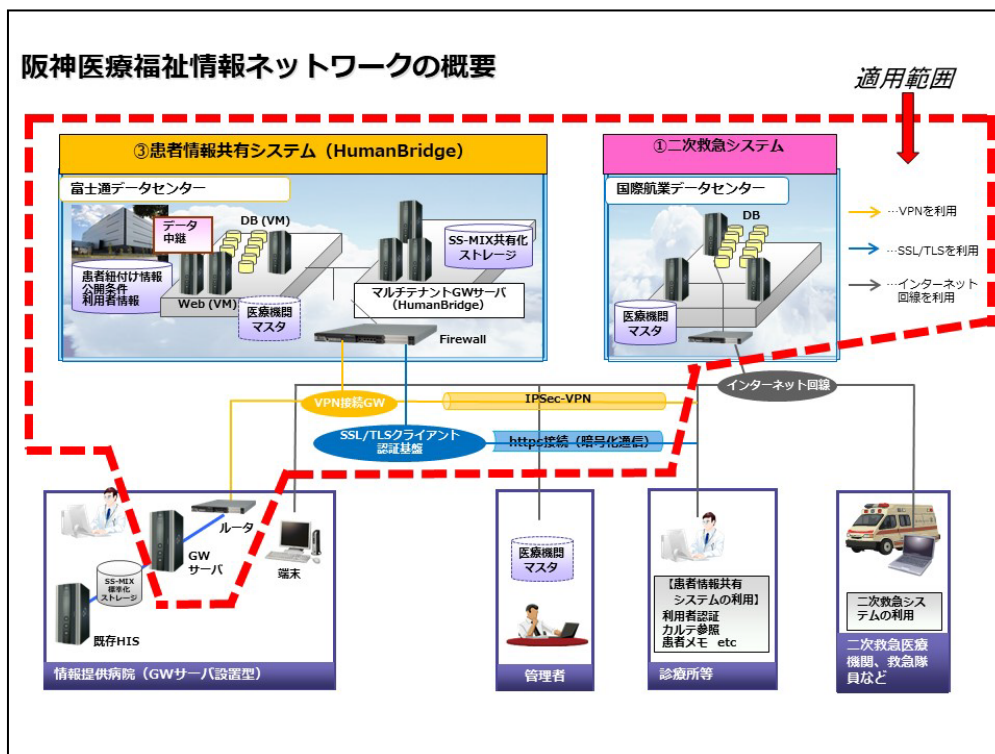 阪神医療福祉情報ネットワークの概要
適用範囲
③患者情報共有システム（HumanBridge）
富士通データセンター
データ
中継
DB (VM)
患者紐付け情報
公開条件
利用者情報
Web (VM)
医療機関
マスタ
SS-MIX共有化
ストレージ
マルチテナントGWサーバ
（HumanBridge）
Firewall
①二次救急システム
国際航業データセンター
DB
医療機関
マスタ
…VPNを利用
…SSL/TLSを利用
…インターネット
回線を利用
インターネット回線
VPN接続GW
IPSec-VPN
SSL/TLSクライアント
認証基盤
https接続（暗号化通信）
ルータ
GW
サーバ
SS-MIX
標準化
ストレージ
既存HIS
端末
情報提供病院（GWサーバ設置型）
医療機関
マスタ
管理者
【患者情報共有
システムの利用】
利用者認証
カルテ参照
患者メモ etc
診療所等
二次救急シス
テムの利用
二次救急医療
機関、救急隊
員など